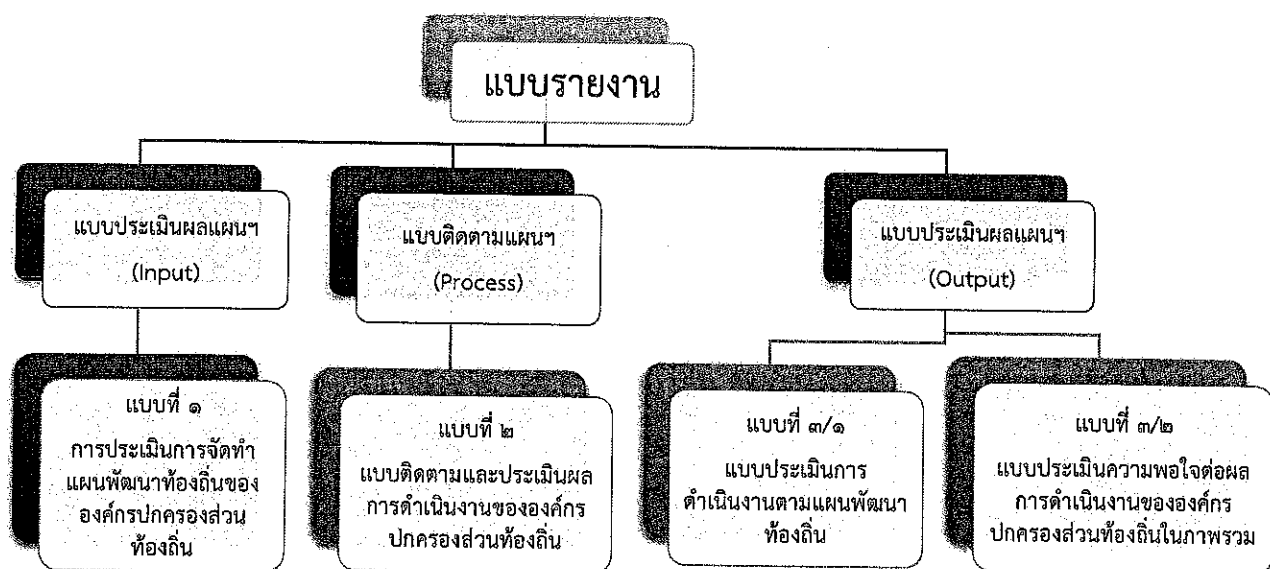 แบบรายงาน
แบบประเมินผลแผนฯ
(Input)
แบบติดตามแผนฯ
(Process)
แบบประเมินผลแผนฯ
(Output)
แบบที่ ๑
การประเมินการจัดทำ
แผนพัฒนาท้องถิ่นของ
องค์กรปกครองส่วน
ท้องถิ่น
แบบที่ ๒
แบบติดตามและประเมินผล
การดำเนินงานขององค์กร
ปกครองส่วนท้องถิ่น
แบบที่ ๓/๑
แบบประเมินการ
ดำเนินงานตามแผนพัฒนา
ท้องถิ่น
แบบที่ ๓/๒
แบบประเมินความพอใจต่อผล
การดำเนินงานขององค์กร
ปกครองส่วนท้องถิ่นในภาพรวม